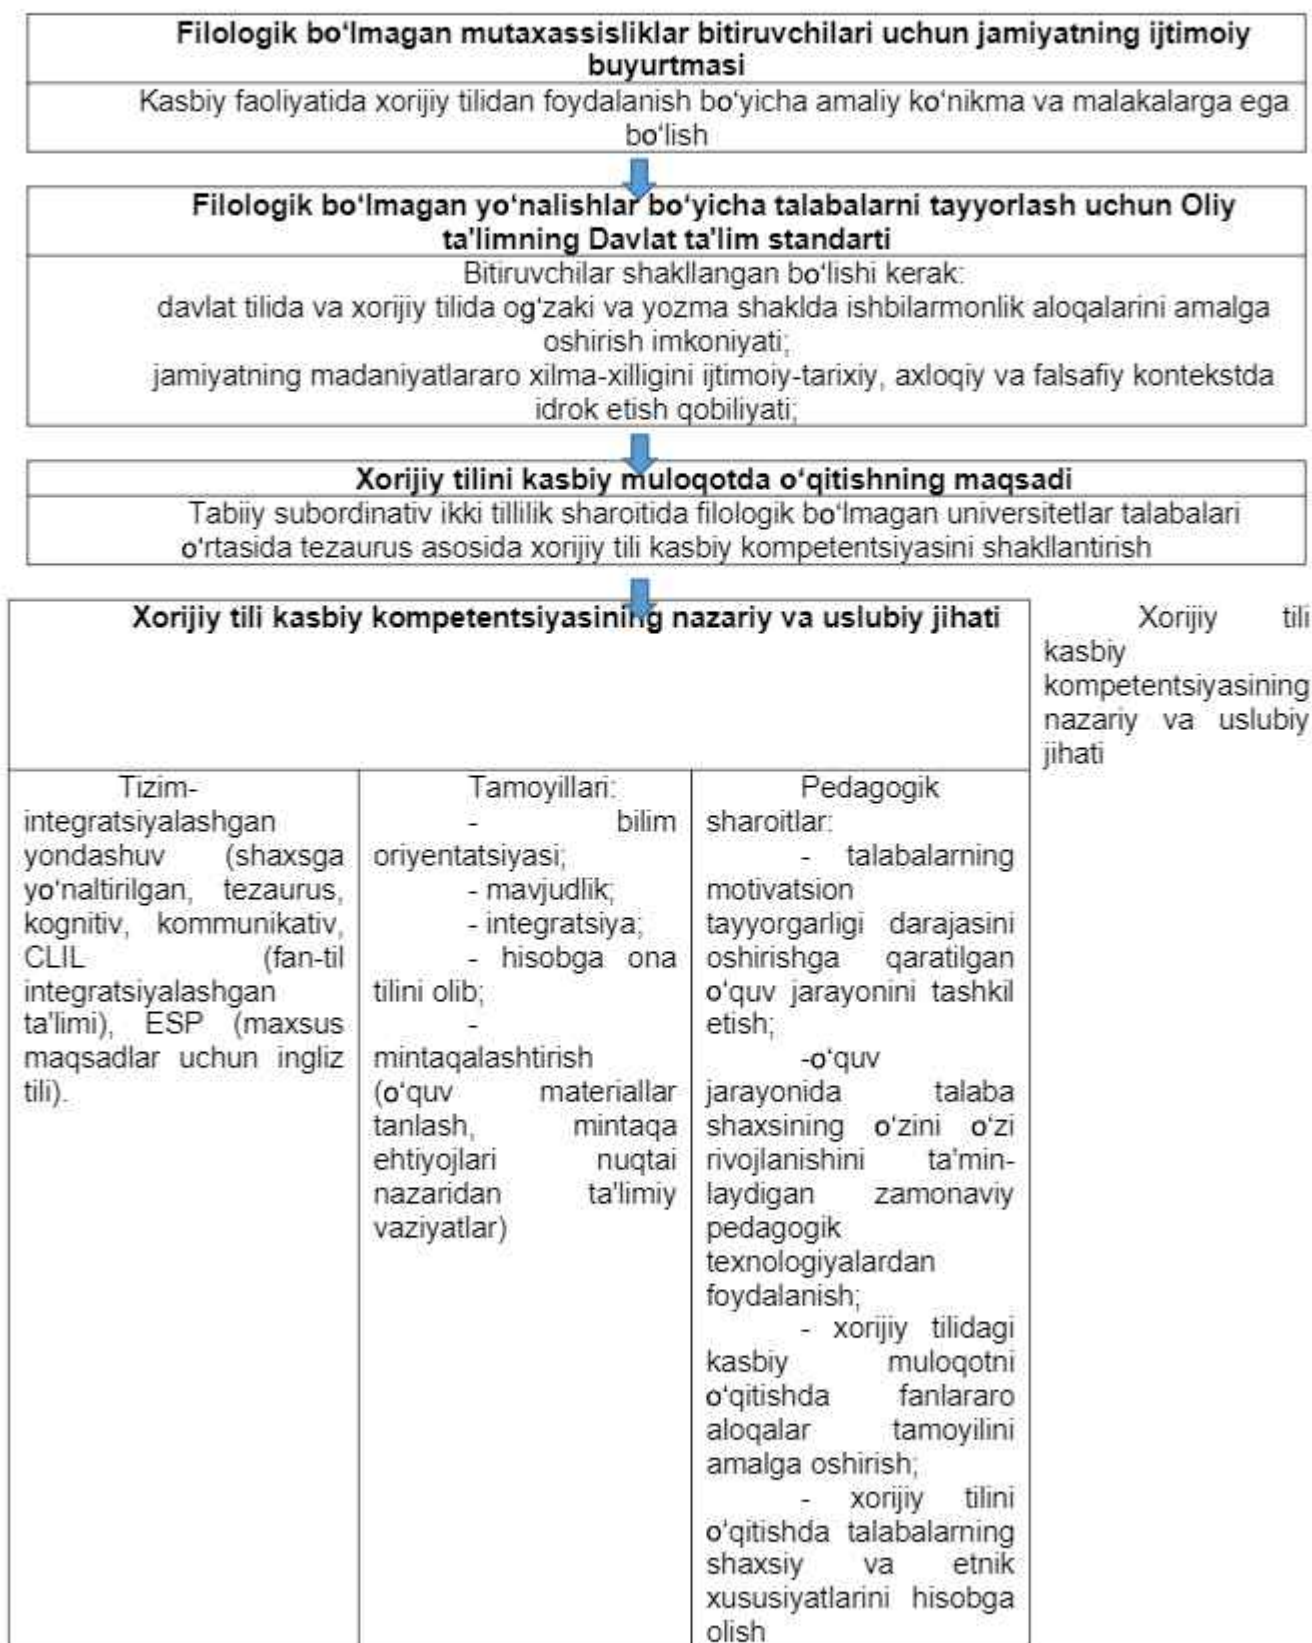 Filologik bo‘lmagan mutaxassisliklar bitiruvchilari uchun jamiyatning ijtimoiy
buyurtmasi
Kasbiy faoliyatida xorijiy tilidan foydalanish bo‘yicha amaliy ko‘nikma va malakalarga ega
bo‘lish
Filologik bo‘lmagan yo‘nalishlar bo‘yicha talabalarni tayyorlash uchun Oliy
ta'limning Davlat ta'lim standarti
Bitiruvchilar shakllangan bo‘lishi kerak:
davlat tilida va xorijiy tilida og‘zaki va yozma shaklda ishbilarmonlik aloqalarini amalga
oshirish imkoniyati;
jamiyatning madaniyatlararo xilma-xilligini ijtimoiy-tarixiy, axloqiy va falsafiy kontekstda
idrok etish qobiliyati;
Xorijiy tilini kasbiy muloqotda o‘qitishning maqsadi
Tabiiy subordinativ ikki tillilik sharoitida filologik bo‘lmagan universitetlar talabalari
o‘rtasida tezaurus asosida xorijiy tili kasbiy kompetentsiyasini shakllantirish
Xorijiy tili kasbiy kompetentsiyasining nazariy va uslubiy jihati
Xorijiy tili
kasbiy
kompetentsiyasining
nazariy va uslubiy
jihati
Tizim-
integratsiyalashgan
yondashuv (shaxsga
yo‘naltirilgan, tezaurus,
kognitiv, kommunikativ,
CLIL (fan-til
integratsiyalashgan
ta'limi), ESP (maxsus
maqsadlar uchun ingliz
tili).
Tamoyillari:
- bilim
oriyentatsiyasi;
- mavjudlik;
- integratsiya;
- hisobga ona
tilini olib;
-
mintaqalashtirish
(o‘quv materiallar
tanlash, mintaqa
ehtiyojlari nuqtai
nazaridan ta'limiy
vaziyatlar)
Pedagogik
sharoitlar:
- talabalarning
motivatsion
tayyorgarligi darajasini
oshirishga qaratilgan
o‘quv jarayonini tashkil
etish;
-o‘quv
jarayonida talaba
shaxsining o‘zini o‘zi
rivojlanishini ta'min-
laydigan zamonaviy
pedagogik
texnologiyalardan
foydalanish;
- xorijiy tilidagi
kasbiy muloqotni
o‘qitishda fanlararo
aloqalar tamoyilini
amalga oshirish;
- xorijiy tilini
o‘qitishda talabalarning
shaxsiy va etnik
xususiyatlarini hisobga
olish